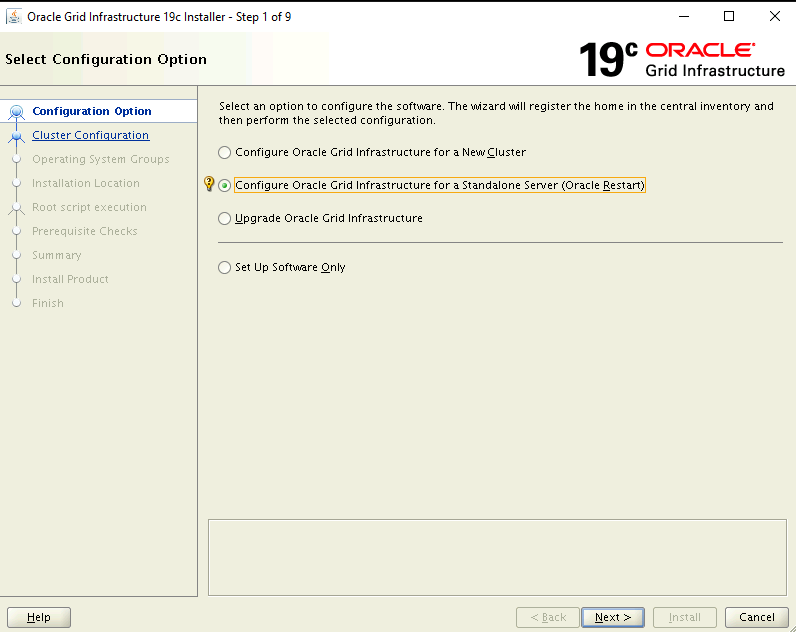 Oracle Grid Infrastructure 19c Installer - Step 1 of 9
Select Configuration Option
19c ORACLE
Grid Infrastructure
Configuration Option
Cluster Configuration
Operating System Groups
Installation Location
Root script execution
Prerequisite Checks
Summary
Install Product
Finish
Select an option to configure the software. The wizard will register the home in the central inventory and
then perform the selected configuration.
Configure Oracle Grid Infrastructure for a New Cluster
Configure Oracle Grid Infrastructure for a Standalone Server (Oracle Restart)
Upgrade Oracle Grid Infrastructure
Set Up Software Only
Help
< Back
Next >
Install
Cancel